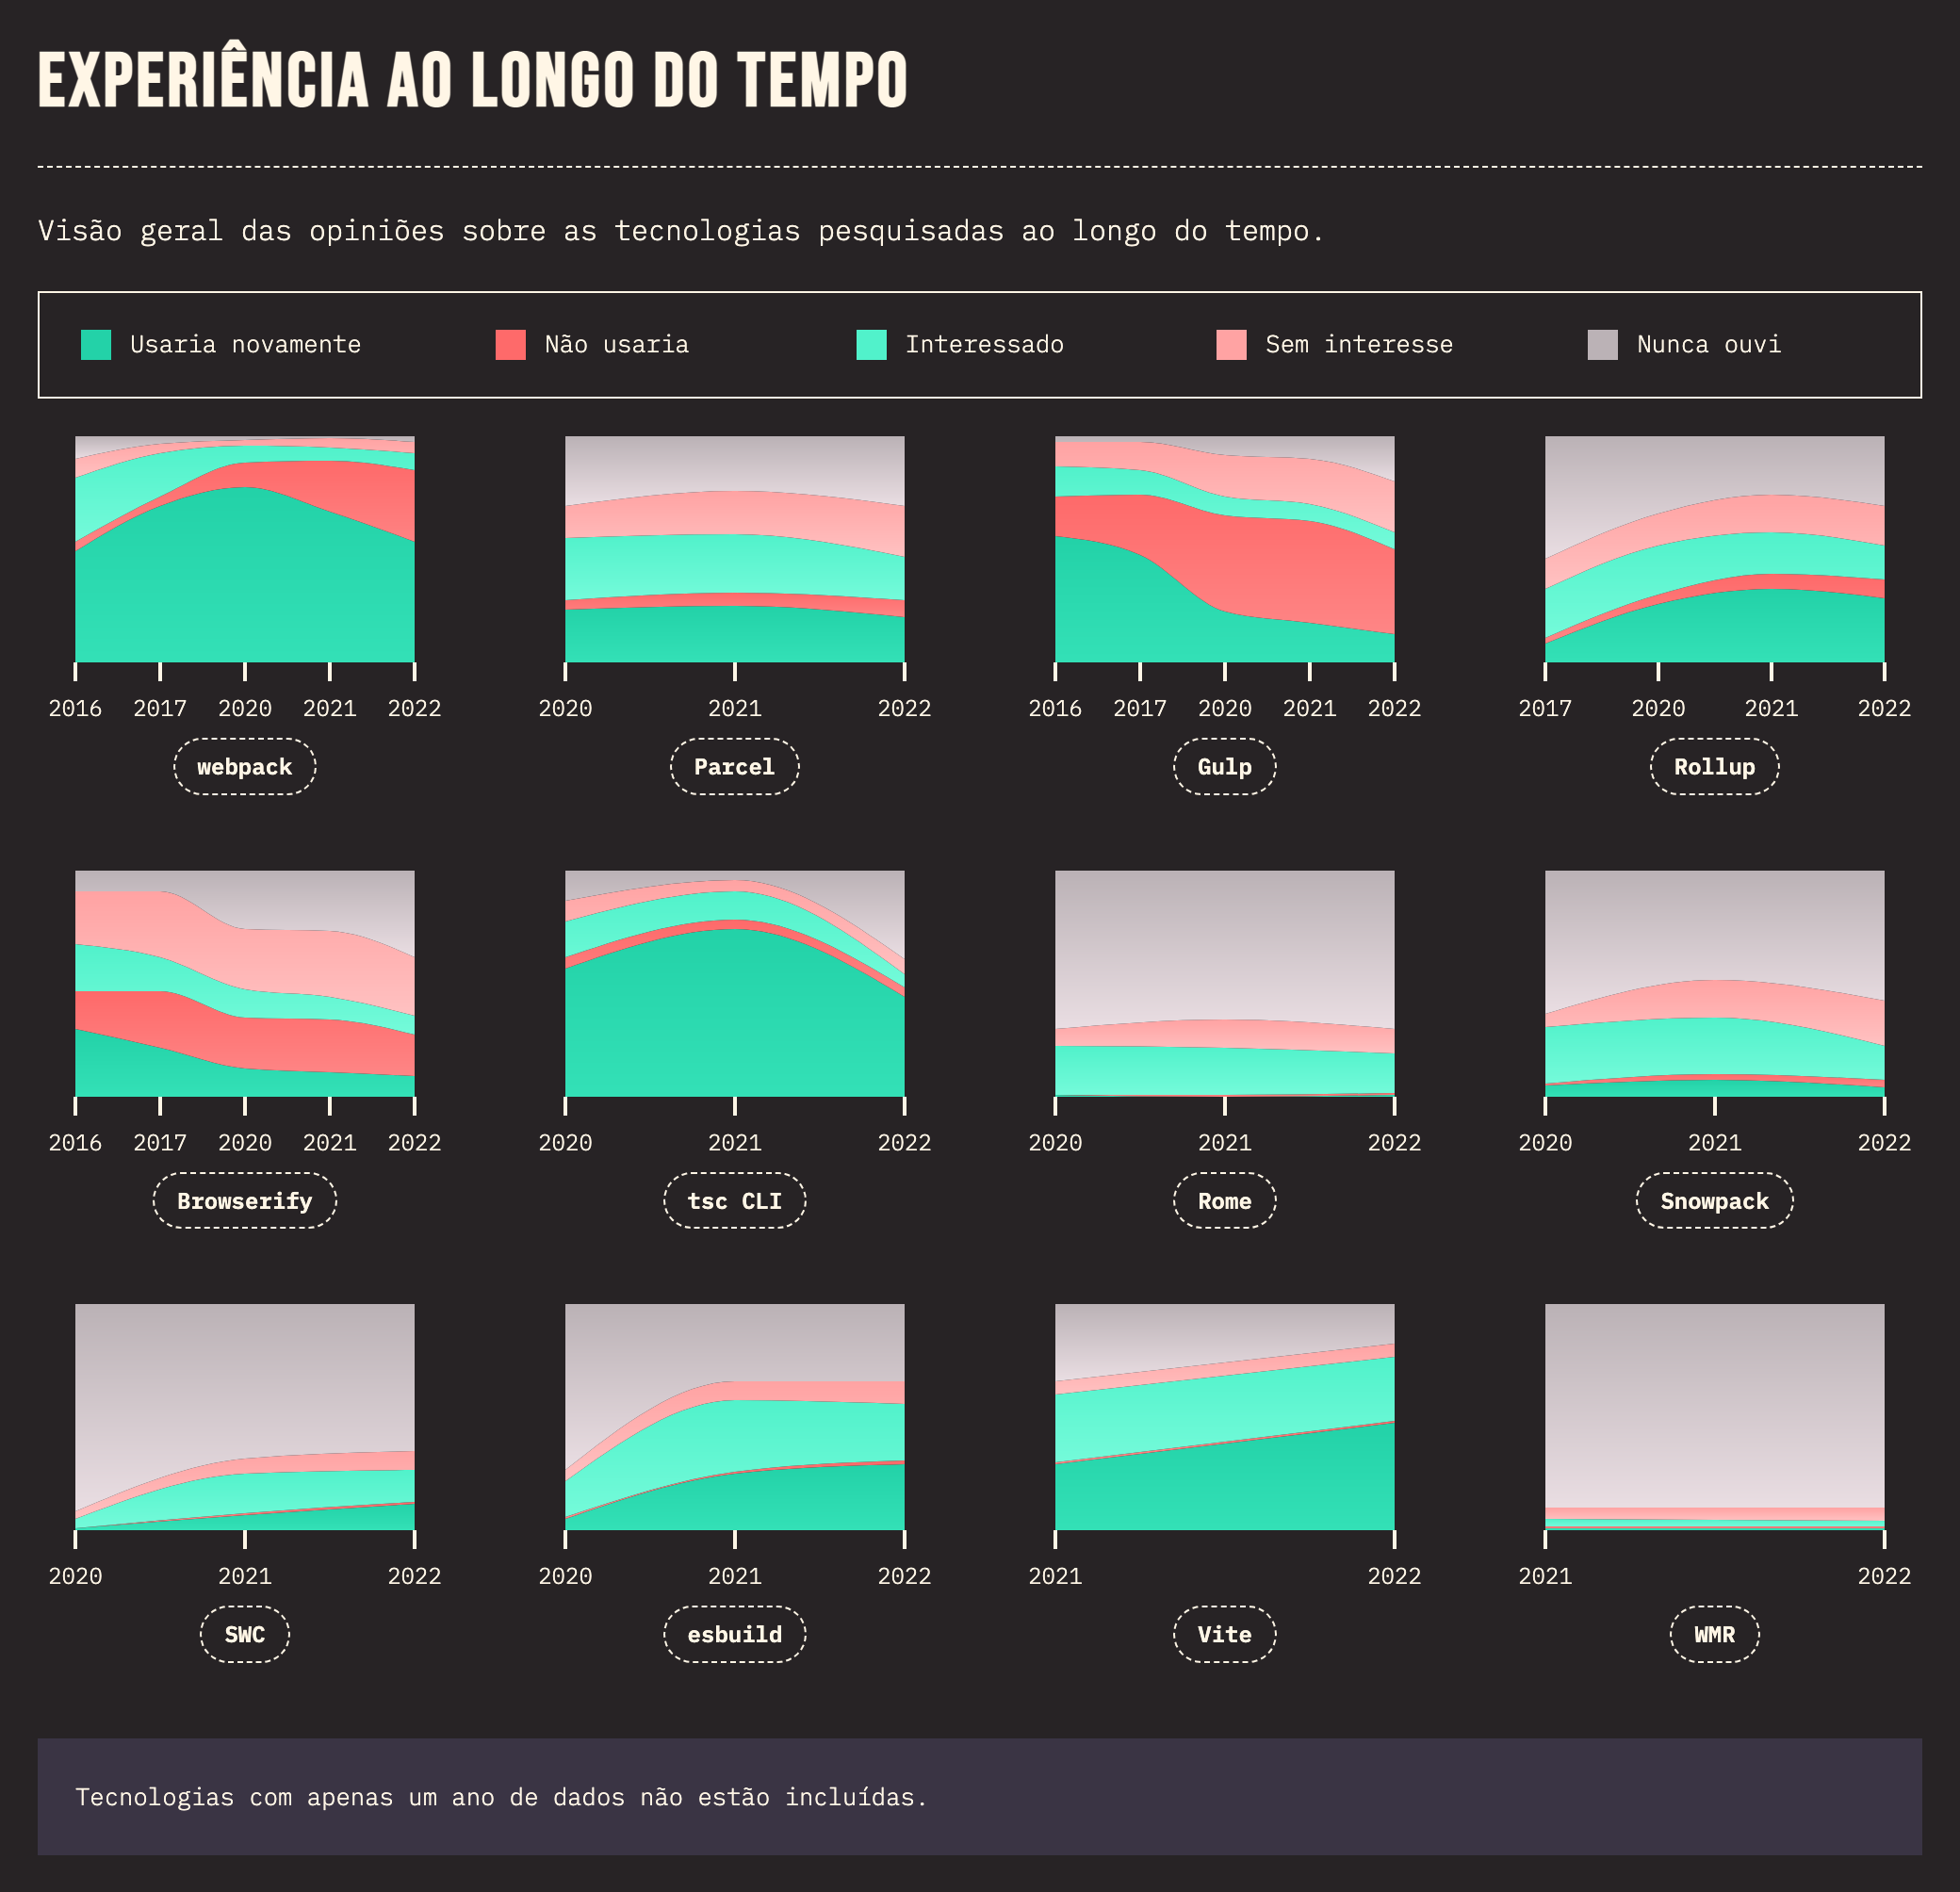 EXPERIÊNCIA AO LONGO DO TEMPO
Visão geral das opiniões sobre as tecnologias pesquisadas ao longo do tempo.
Usaria novamente Não usaria Interessado Sem interesse Nunca ouvi
2016 2017 2020 2021 2022 2020 2021 2022 2016 2017 2020 2021 2022 2017 2020 2021 2022
webpack Parcel Gulp Rollup
2016 2017 2020 2021 2022 2020 2021 2022 2020 2021 2022 2020 2021 2022
Browserify tsc CLI Rome Snowpack
2020 2021 2022 2020 2021 2022 2021 2022 2021 2022
SWC esbuild Vite WMR
Tecnologias com apenas um ano de dados não estão incluídas.